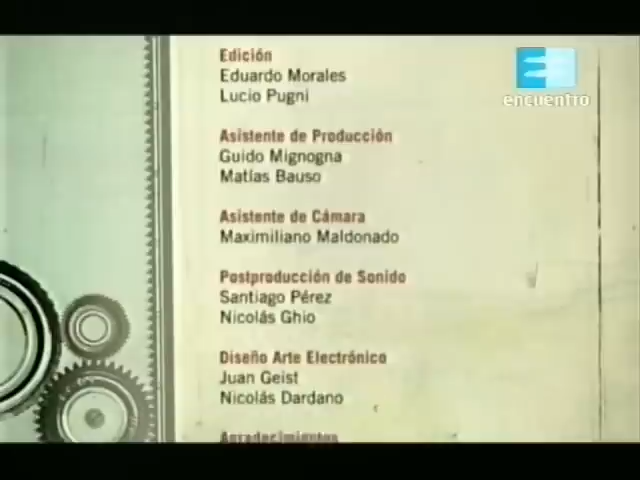 Edición
Eduardo Morales
Lucio Pugni
encuentro
Asistente de Producción
Guido Mignogna
Matías Bauso
Asistente de Cámara
Maximiliano Maldonado
Postproducción de Sonido
Santiago Pérez
Nicolás Ghio
Diseño Arte Electrónico
Juan Geist
Nicolás Dardano
Agradecimientos